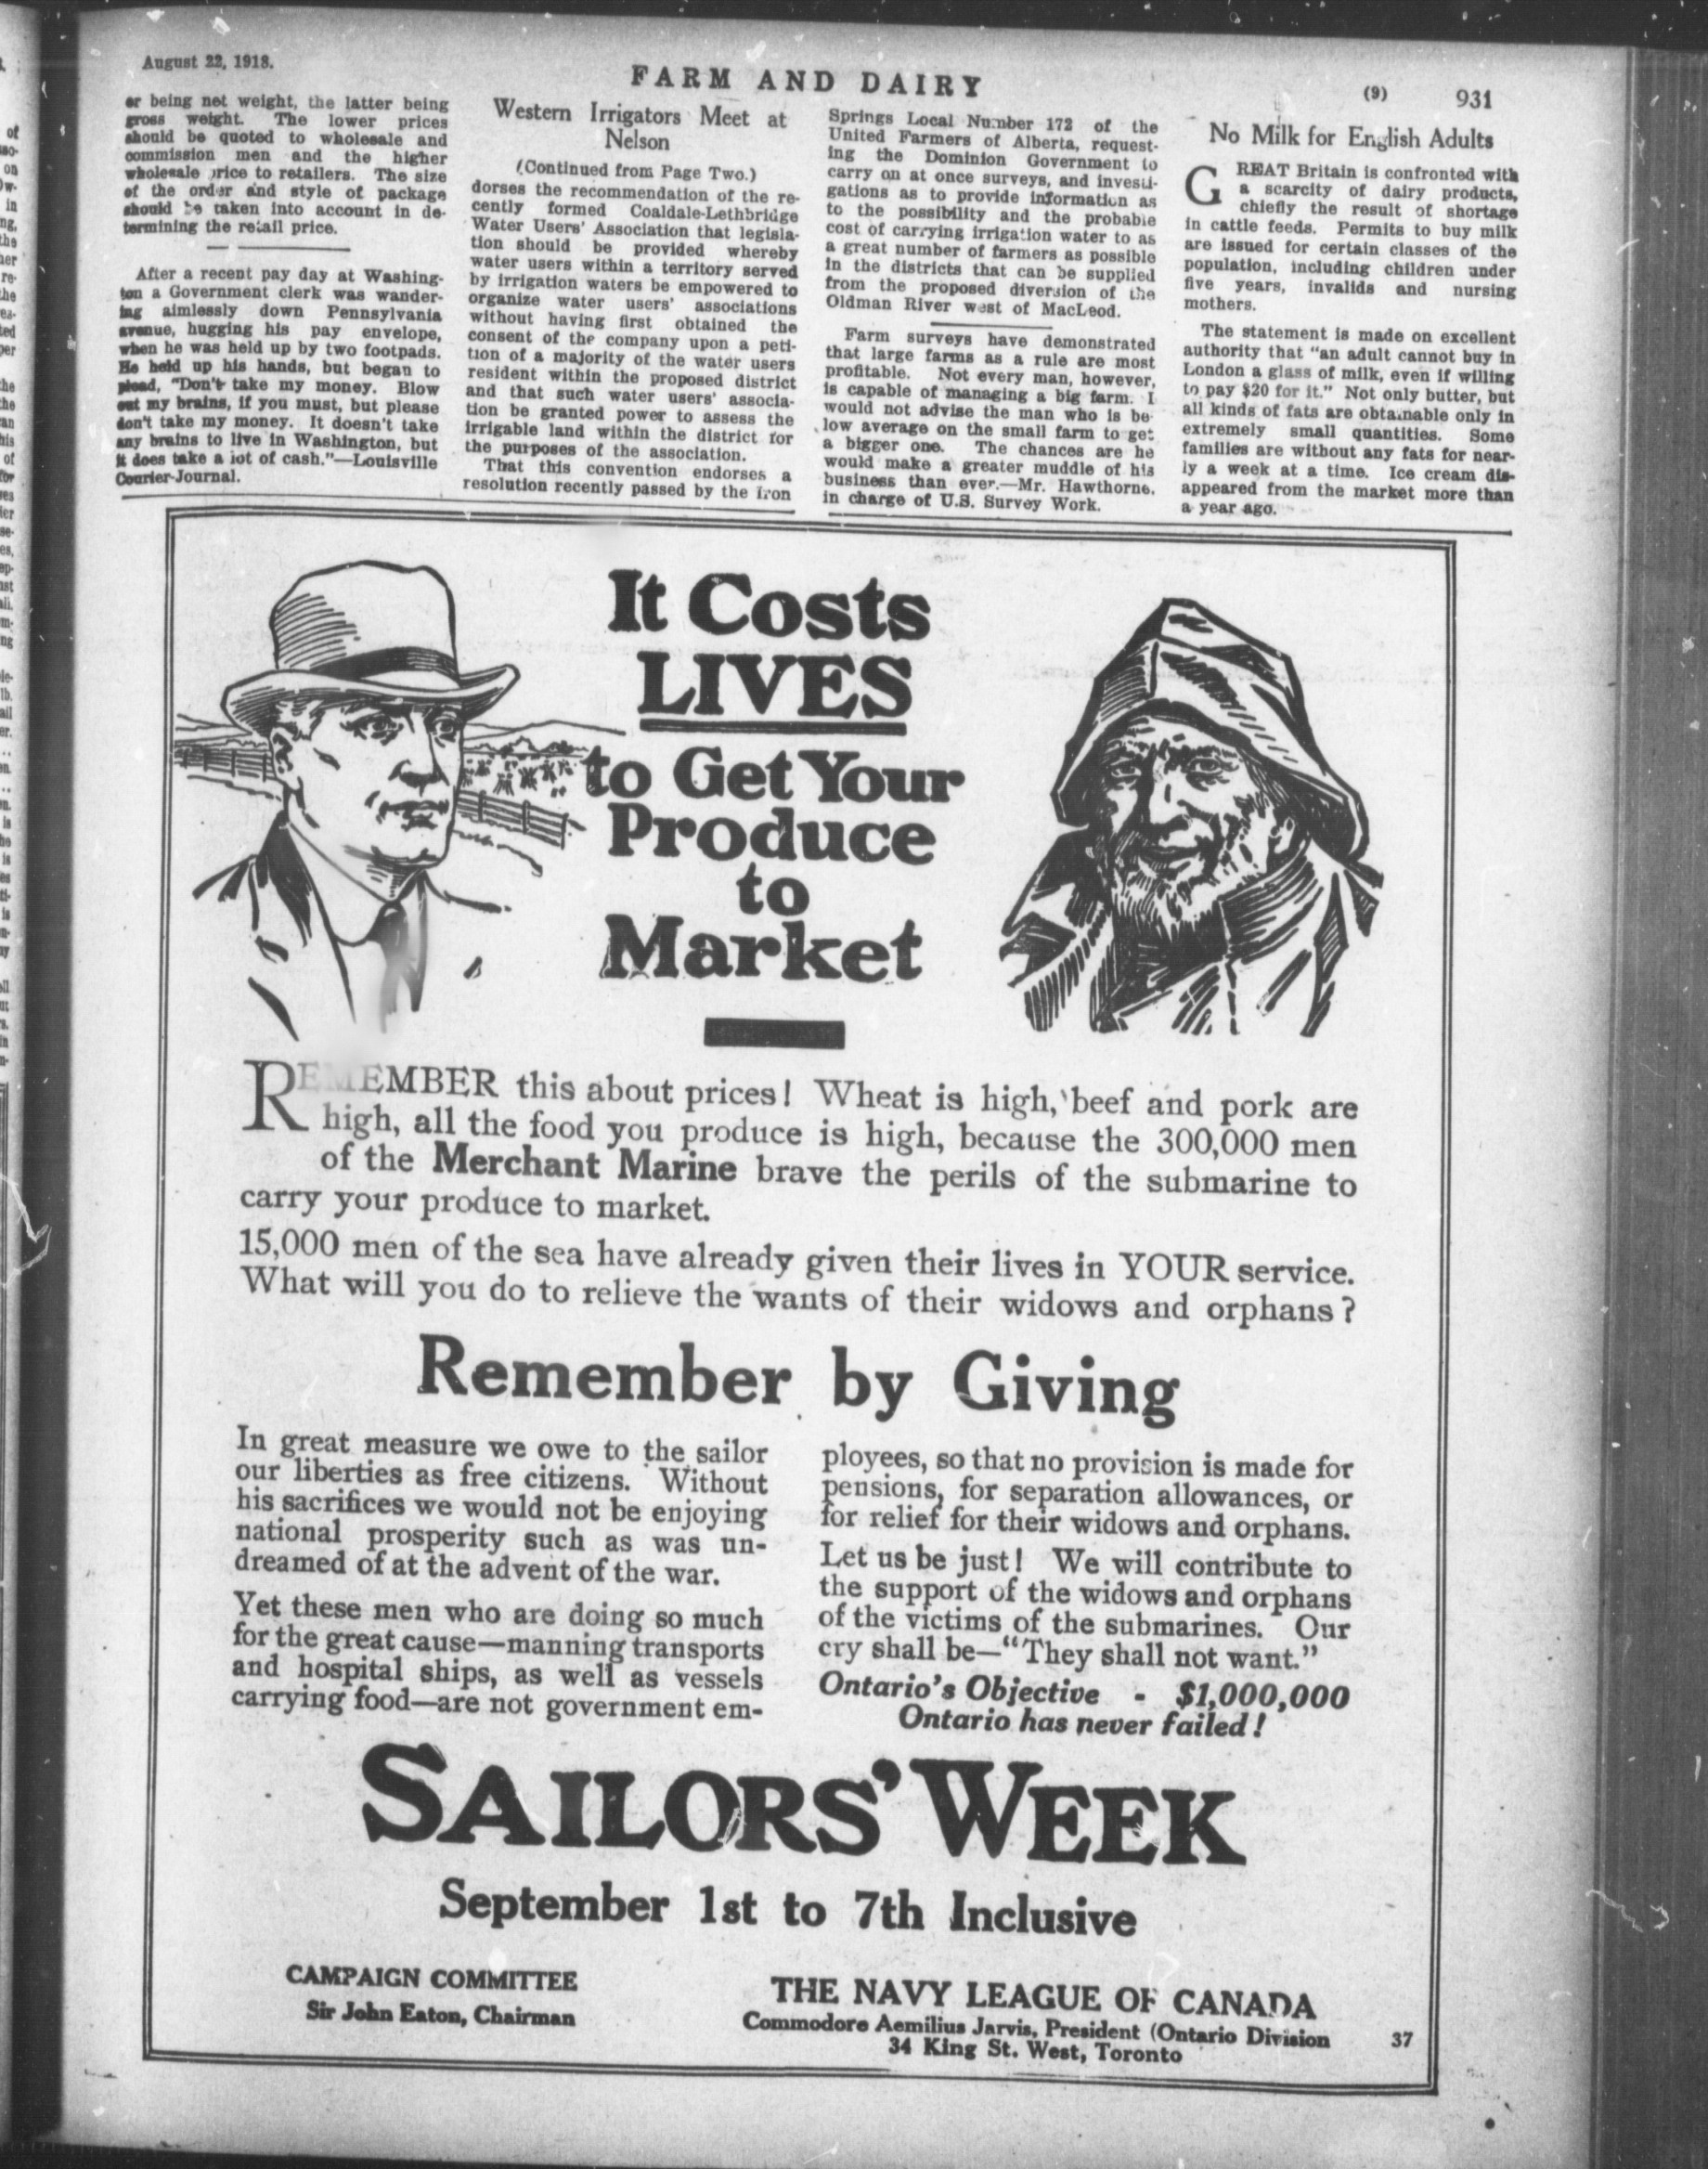 August 22, 1918.
FARM AND DAIRY
(9)
931
or being net weight, the latter being
gross weight. The lower prices
should be quoted to wholesale and
commission men and the higher
wholesale price to retailers. The size
of the order and style of package
should be taken into account in de-
termining the retail price.
After a recent pay day at Washing-
ton a Government clerk was wander-
ing aimlessly down Pennsylvania
avenue, hugging his pay envelope,
when he was held up by two footpads.
He held up his hands, but began to
plead, "Don't take my money. Blow
out my brains, if you must, but please
don't take my money. It doesn't take
any brains to live in Washington, but
it does take a lot of cash."—Louisville
Courier-Journal.
Western Irrigators Meet at
Nelson
(Continued from Page Two.)
dorses the recommendation of the re-
cently formed Coaldale-Lethbridge
Water Users' Association that legisla-
tion should be provided whereby
water users within a territory served
by irrigation waters be empowered to
organize water users' associations
without having first obtained the
consent of the company upon a peti-
tion of a majority of the water users
resident within the proposed district
and that such water users' associa-
tion be granted power to assess the
irrigable land within the district for
the purposes of the association.
That this convention endorses a
resolution recently passed by the Iron
Springs Local Number 172 of the
United Farmers of Alberta, request-
ing the Dominion Government to
carry on at once surveys, and investi-
gations as to provide information as
to the possibility and the probable
cost of carrying irrigation water to as
a great number of farmers as possible
in the districts that can be supplied
from the proposed diversion of the
Oldman River west of MacLeod.
Farm surveys have demonstrated
that large farms as a rule are most
profitable. Not every man, however,
is capable of managing a big farm. I
would not advise the man who is be-
low average on the small farm to get
a bigger one. The chances are he
would make a greater muddle of his
business than ever.—Mr. Hawthorne,
in charge of U.S. Survey Work.
No Milk for English Adults
GREAT Britain is confronted with
a scarcity of dairy products,
chiefly the result of shortage
in cattle feeds. Permits to buy milk
are issued for certain classes of the
population, including children under
five years, invalids and nursing
mothers.
The statement is made on excellent
authority that "an adult cannot buy in
London a glass of milk, even if willing
to pay $20 for it." Not only butter, but
all kinds of fats are obtainable only in
extremely small quantities. Some
families are without any fats for near-
ly a week at a time. Ice cream dis-
appeared from the market more than
a year ago.
It Costs
LIVES
to Get Your
Produce
to
Market
REMEMBER this about prices! Wheat is high, beef and pork are
high, all the food you produce is high, because the 300,000 men
of the Merchant Marine brave the perils of the submarine to
carry your produce to market.
15,000 men of the sea have already given their lives in YOUR service.
What will you do to relieve the wants of their widows and orphans?
Remember by Giving
In great measure we owe to the sailor
our liberties as free citizens. Without
his sacrifices we would not be enjoying
national prosperity such as was un-
dreamed of at the advent of the war.
Yet these men who are doing so much
for the great cause—manning transports
and hospital ships, as well as vessels
carrying food—are not government em-
ployees, so that no provision is made for
pensions, for separation allowances, or
for relief for their widows and orphans.
Let us be just! We will contribute to
the support of the widows and orphans
of the victims of the submarines. Our
cry shall be—"They shall not want."
Ontario's Objective - $1,000,000
Ontario has never failed!
SAILORS' WEEK
September 1st to 7th Inclusive
CAMPAIGN COMMITTEE
Sir John Eaton, Chairman
THE NAVY LEAGUE OF CANADA
Commodore Aemilius Jarvis, President (Ontario Division
34 King St. West, Toronto
37